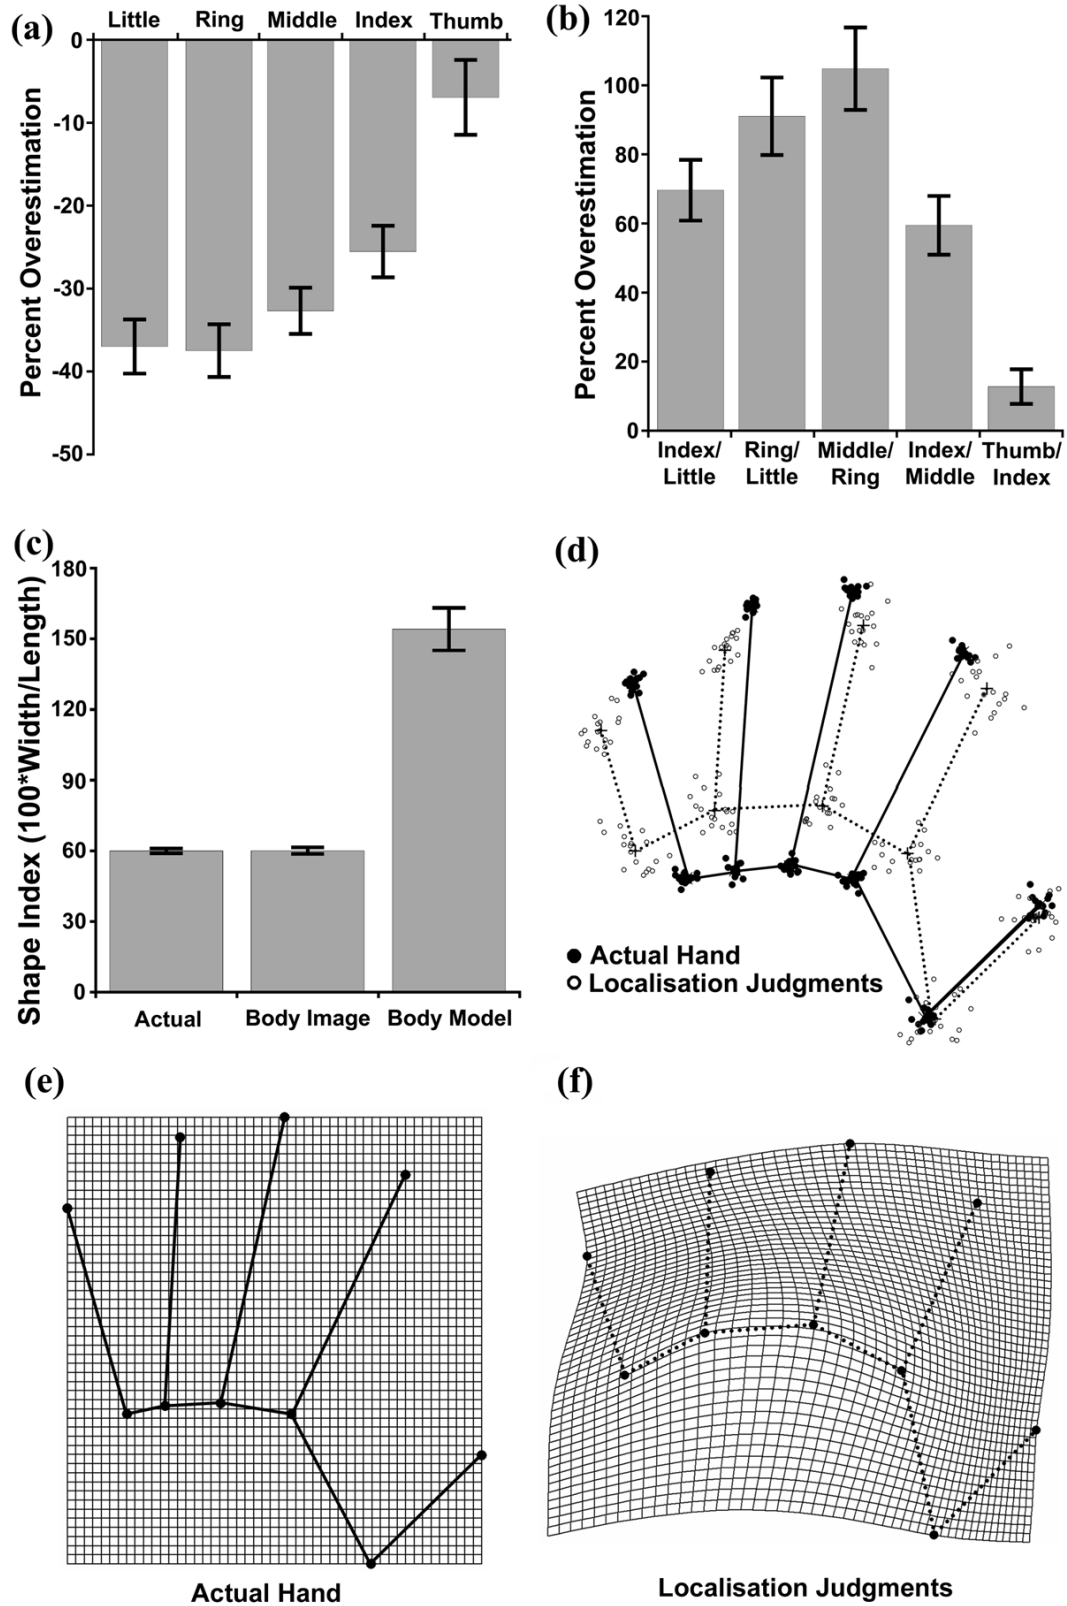 (a)
Little Ring Middle Index Thumb
Percent Overestimation
0
-10
-20
-30
-40
-50
(b)
Percent Overestimation
120
100
80
60
40
20
0
Index/ Ring/ Middle/ Index/ Thumb/
Little Little Ring Middle Index
(c)
Shape Index (100*Width/Length)
180
150
120
90
60
30
0
Actual Body Image Body Model
(d)
Actual Hand
Localisation Judgments
(e)
Actual Hand
(f)
Localisation Judgments